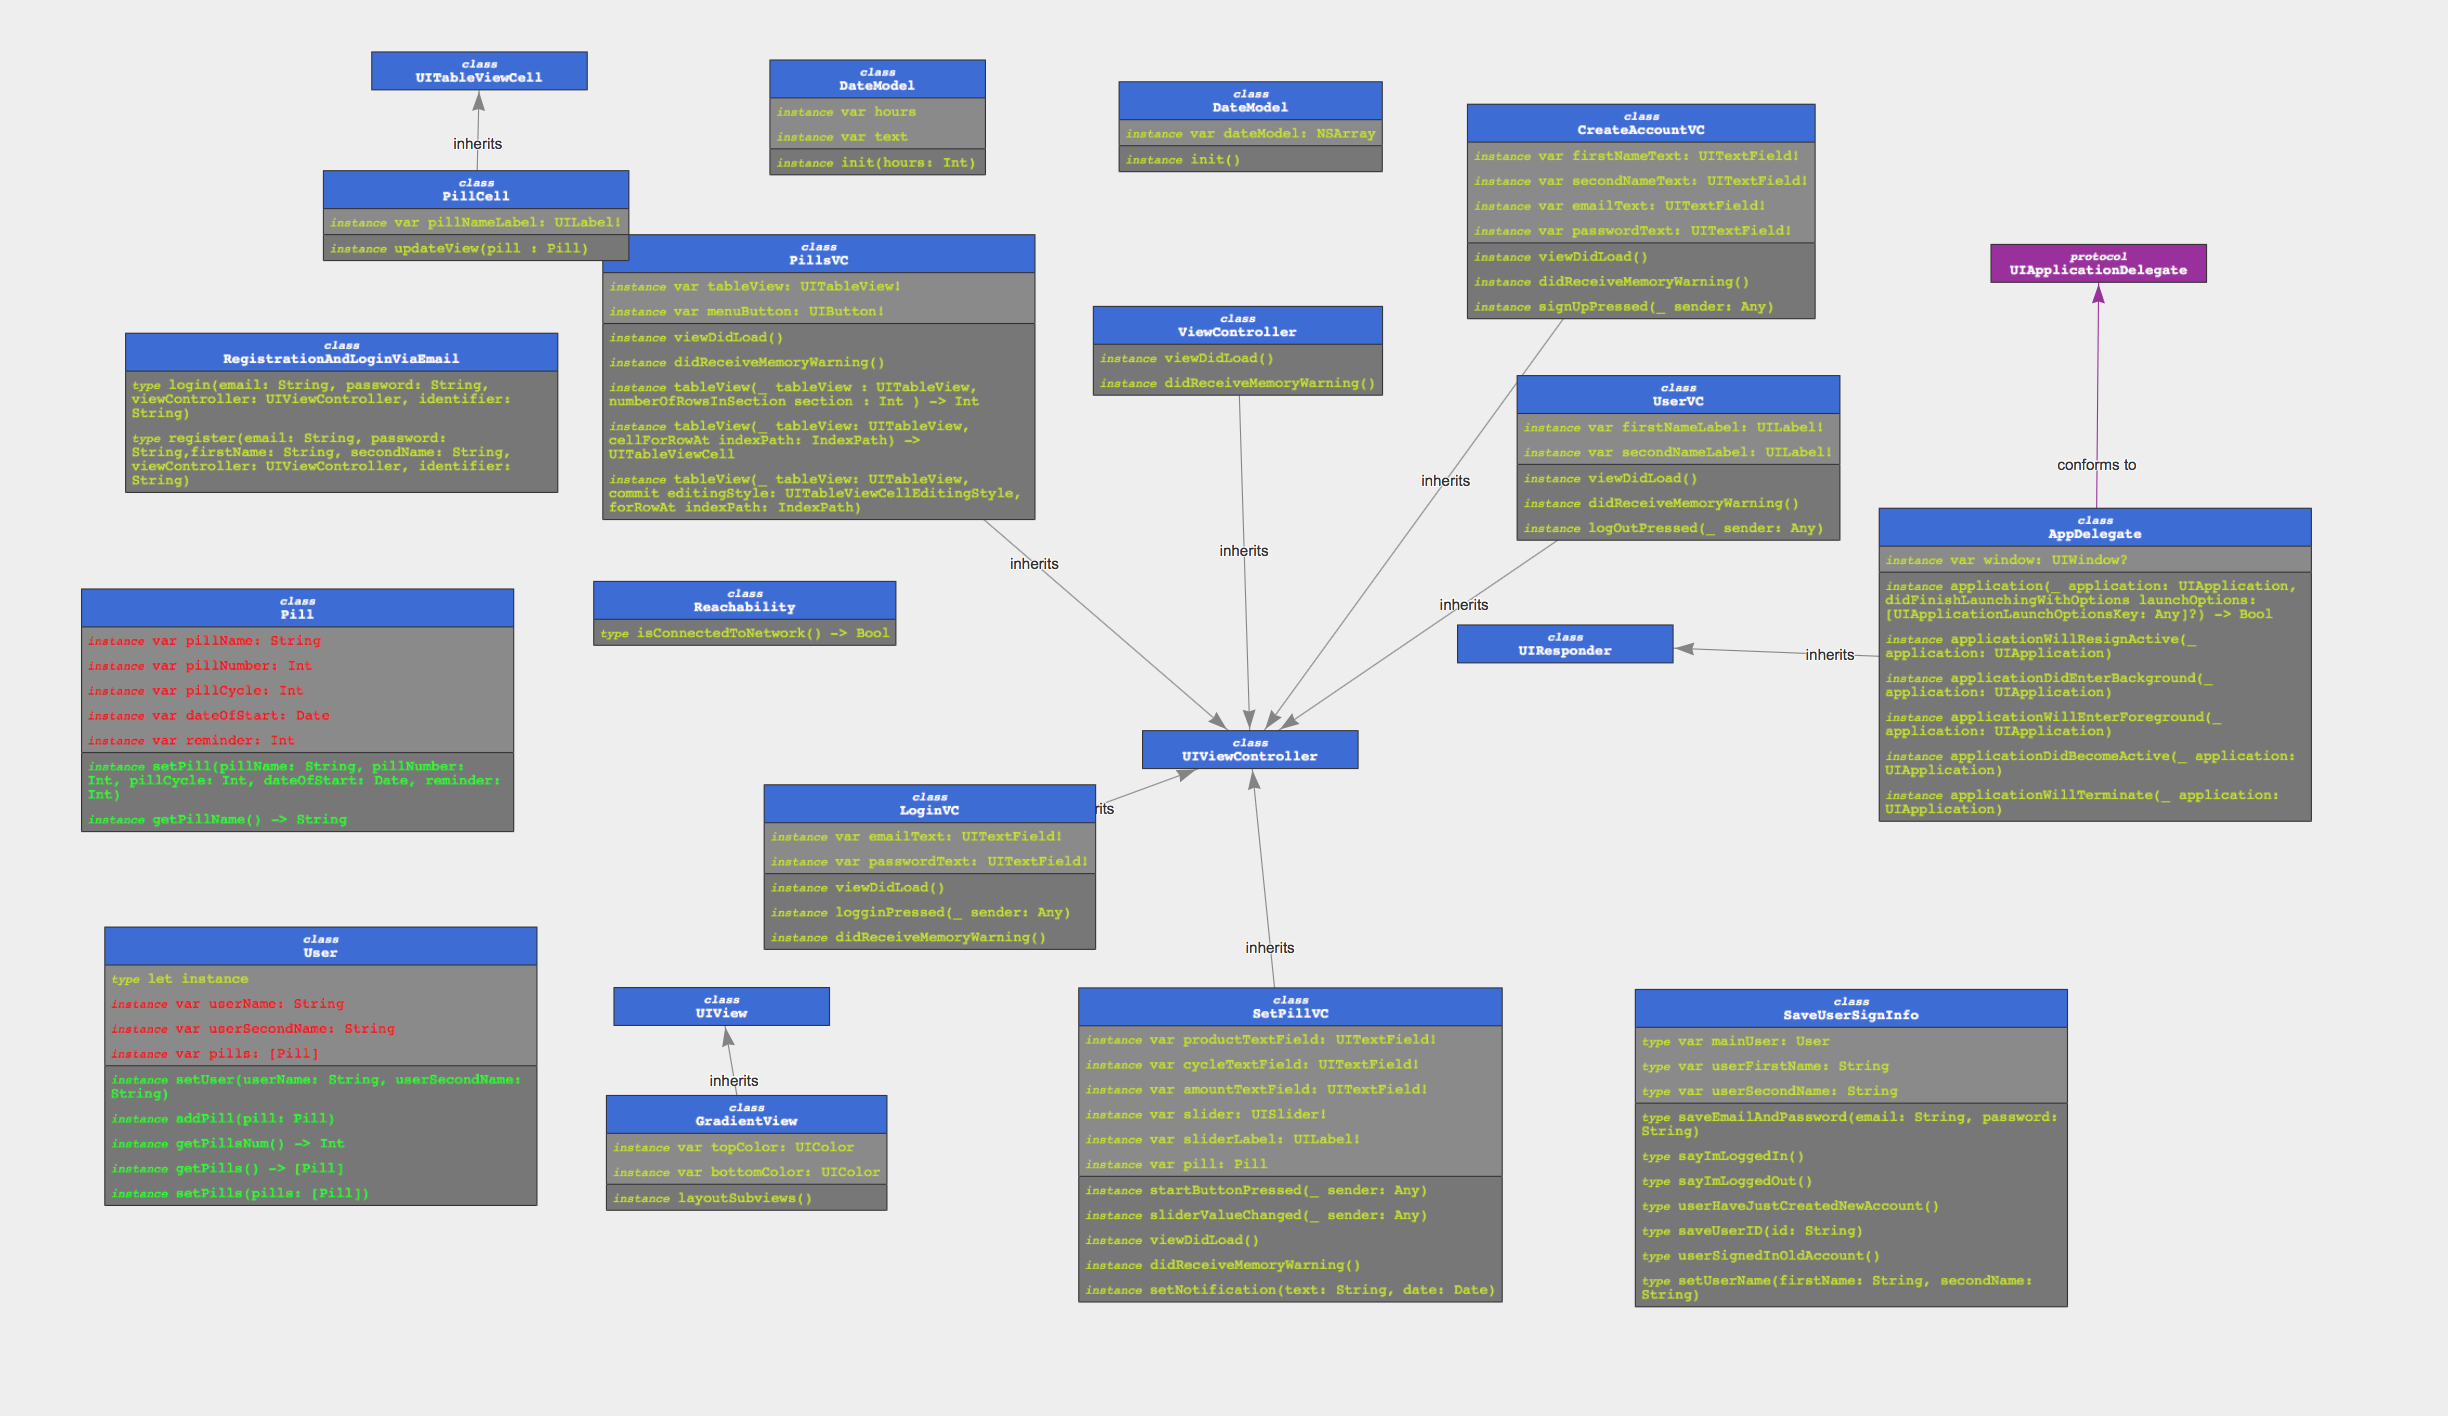 class
UITableViewCell
inherits
class
PillCell
instance var pillNameLabel: UILabel!
instance updateView(pill : Pill)
class
DateModel
instance var hours
instance var text
instance init(hours: Int)
class
DateModel
instance var dateModel: NSArray
instance init()
class
CreateAccountVC
instance var firstNameText: UITextField!
instance var secondNameText: UITextField!
instance var emailText: UITextField!
instance var passwordText: UITextField!
instance viewDidLoad()
instance didReceiveMemoryWarning()
instance signUpPressed(_ sender: Any)
protocol
UIApplicationDelegate
class
PillsVC
instance var tableView: UITableView!
instance var menuButton: UIButton!
instance viewDidLoad()
instance didReceiveMemoryWarning()
instance tableView(_ tableView : UITableView,
numberOfRowsInSection section : Int ) -> Int
instance tableView(_ tableView: UITableView,
cellForRowAt indexPath: IndexPath) ->
UITableViewCell
instance tableView(_ tableView: UITableView,
commit editingStyle: UITableViewCellEditingStyle,
forRowAt indexPath: IndexPath)
class
ViewController
instance viewDidLoad()
instance didReceiveMemoryWarning()
class
RegistrationAndLoginViaEmail
type login(email: String, password: String,
viewController: UIViewController, identifier:
String)
type register(email: String, password:
String,firstName: String, secondName: String,
viewController: UIViewController, identifier:
String)
class
UserVC
instance var firstNameLabel: UILabel!
instance var secondNameLabel: UILabel!
instance viewDidLoad()
instance didReceiveMemoryWarning()
instance logOutPressed(_ sender: Any)
inherits
conforms to
inherits
inherits
inherits
class
AppDelegate
instance var window: UIWindow?
instance application(_ application: UIApplication,
didFinishLaunchingWithOptions launchOptions:
[UIApplicationLaunchOptionsKey: Any]?) -> Bool
instance applicationWillResignActive(_
application: UIApplication)
instance applicationDidEnterBackground(_
application: UIApplication)
instance applicationWillEnterForeground(_
application: UIApplication)
instance applicationDidBecomeActive(_ application:
UIApplication)
instance applicationWillTerminate(_ application:
UIApplication)
class
UIResponder
inherits
class
Reachability
type isConnectedToNetwork() -> Bool
class
Pill
instance var pillName: String
instance var pillNumber: Int
instance var pillCycle: Int
instance var dateOfStart: Date
instance var reminder: Int
instance setPill(pillName: String, pillNumber:
Int, pillCycle: Int, dateOfStart: Date, reminder:
Int)
instance getPillName() -> String
class
UIViewController
class
LoginVC
instance var emailText: UITextField!
instance var passwordText: UITextField!
instance viewDidLoad()
instance logginPressed(_ sender: Any)
instance didReceiveMemoryWarning()
rits
inherits
class
User
type let instance
instance var userName: String
instance var userSecondName: String
instance var pills: [Pill]
instance setUser(userName: String, userSecondName:
String)
instance addPill(pill: Pill)
instance getPillsNum() -> Int
instance getPills() -> [Pill]
instance setPills(pills: [Pill])
class
UIView
inherits
class
GradientView
instance var topColor: UIColor
instance var bottomColor: UIColor
instance layoutSubviews()
class
SetPillVC
instance var productTextField: UITextField!
instance var cycleTextField: UITextField!
instance var amountTextField: UITextField!
instance var slider: UISlider!
instance var sliderLabel: UILabel!
instance var pill: Pill
instance startButtonPressed(_ sender: Any)
instance sliderValueChanged(_ sender: Any)
instance viewDidLoad()
instance didReceiveMemoryWarning()
instance setNotification(text: String, date: Date)
class
SaveUserSignInfo
type var mainUser: User
type var userFirstName: String
type var userSecondName: String
type saveEmailAndPassword(email: String, password:
String)
type sayImLoggedIn()
type sayImLoggedOut()
type userHaveJustCreatedNewAccount()
type saveUserID(id: String)
type userSignedInOldAccount()
type setUserName(firstName: String, secondName:
String)